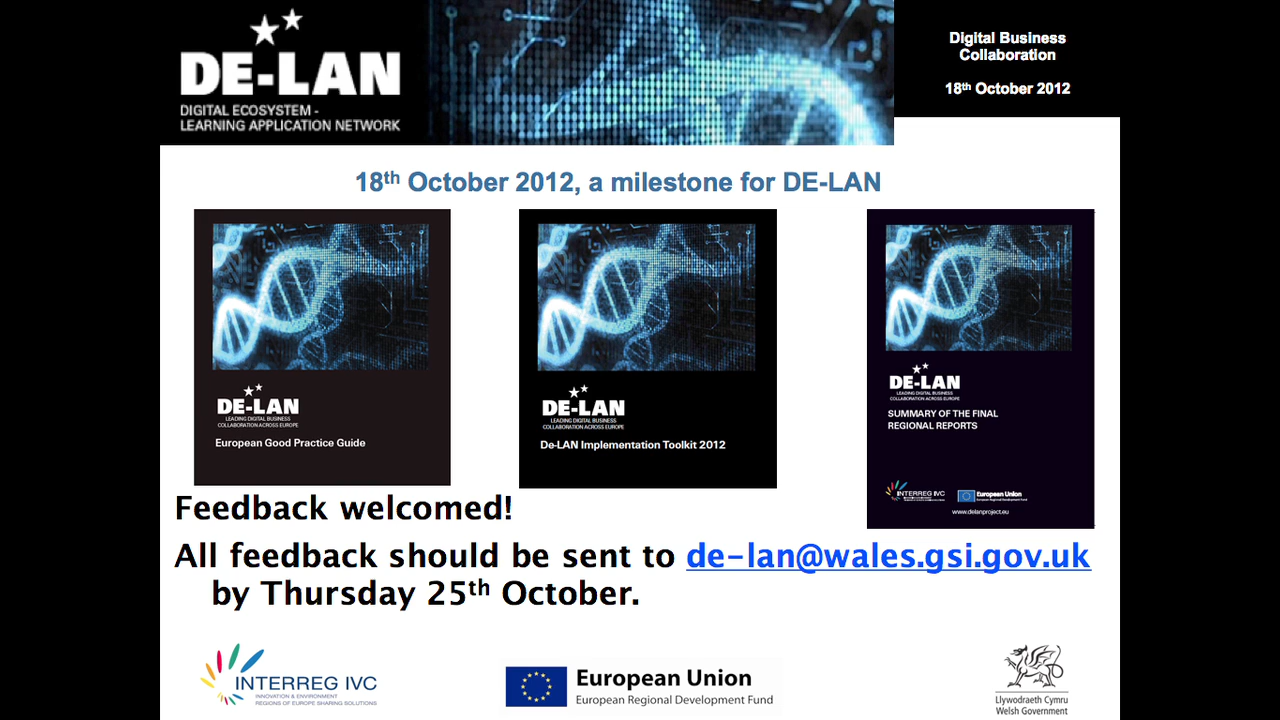 DE-LAN
DIGITAL ECOSYSTEM -
LEARNING APPLICATION NETWORK
Digital Business
Collaboration
18th October 2012
18th October 2012, a milestone for DE-LAN
DE-LAN
LEADING DIGITAL BUSINESS
COLLABORATION ACROSS EUROPE
European Good Practice Guide
DE-LAN
LEADING DIGITAL BUSINESS
COLLABORATION ACROSS EUROPE
De-LAN Implementation Toolkit 2012
DE-LAN
LEADING DIGITAL BUSINESS
COLLABORATION ACROSS EUROPE
SUMMARY OF THE FINAL
REGIONAL REPORTS
INTERREG IVC
European Union
European Regional Development Fund
www.delanproject.eu
Feedback welcomed!
All feedback should be sent to de-lan@wales.gsi.gov.uk
by Thursday 25th October.
INTERREG IVC
INNOVATION & ENVIRONMENT
REGIONS OF EUROPE SHARING SOLUTIONS
European Union
European Regional Development Fund
Llywodraeth Cymru
Welsh Government